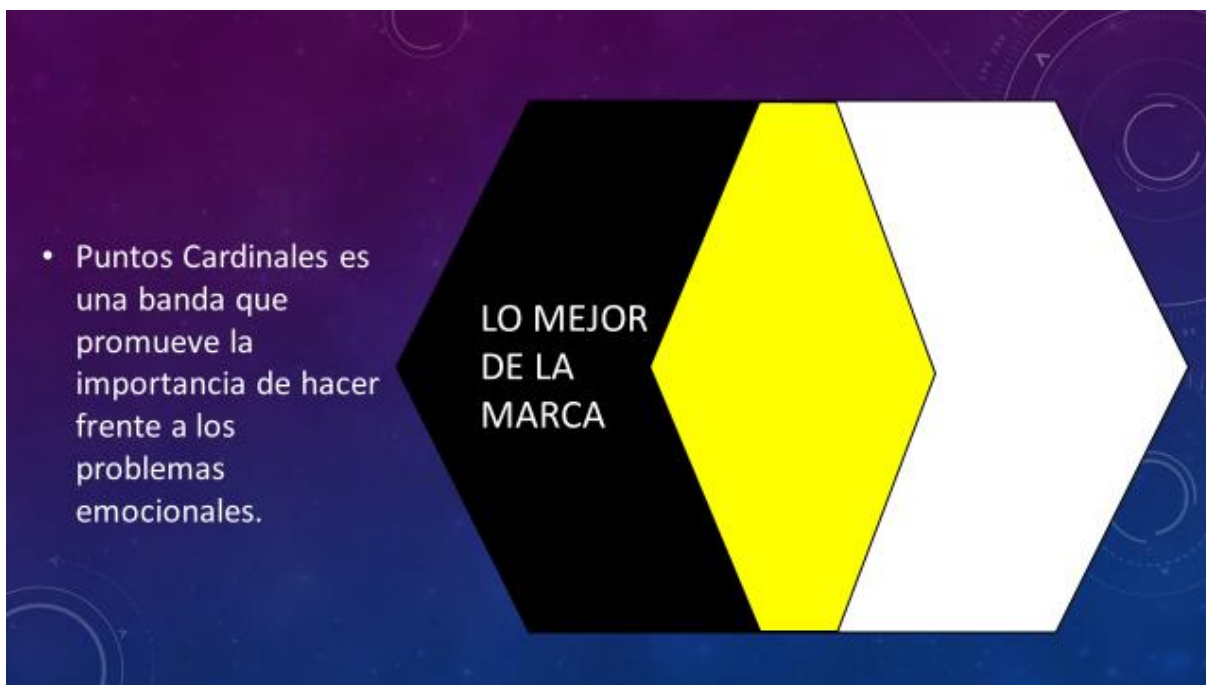 • Puntos Cardinales es
una banda que
promueve la
importancia de hacer
frente a los
problemas
emocionales.
LO MEJOR
DE LA
MARCA